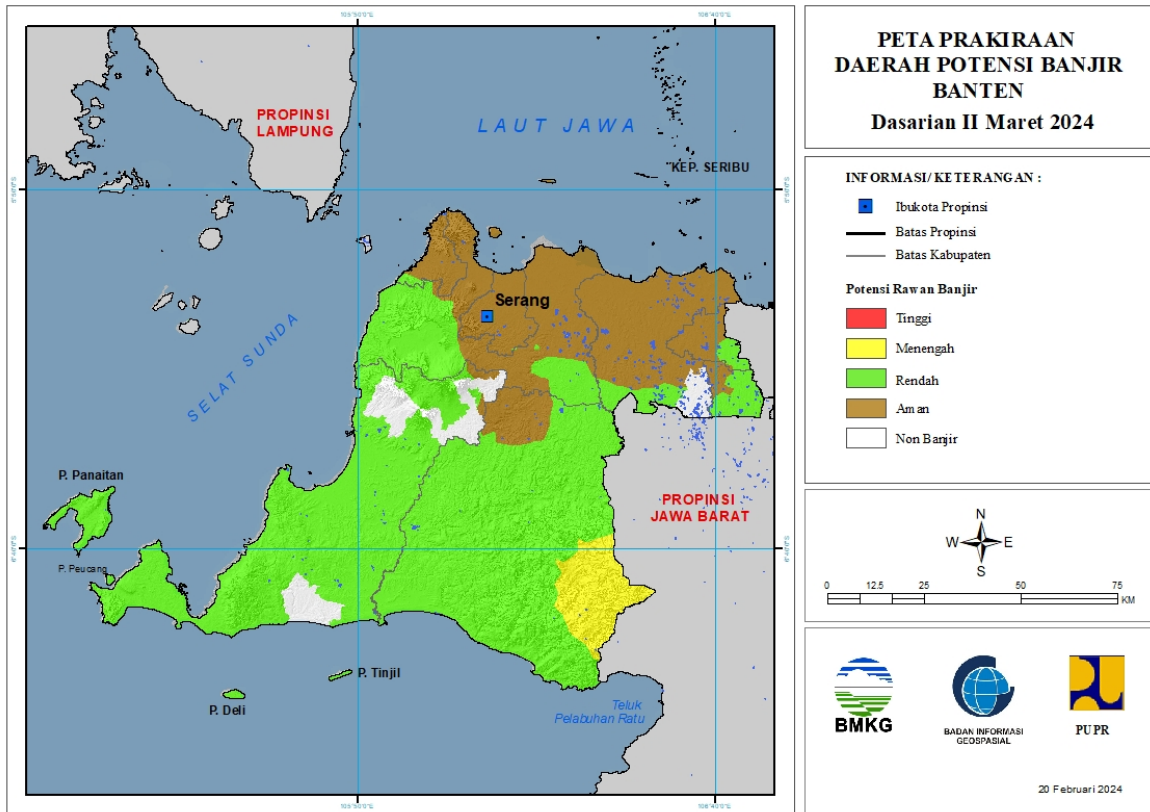 PETA PRAKIRAAN
DAERAH POTENSI BANJIR
BANTEN
Dasarian II Maret 2024
INFORMASI/ KETERANGAN :
Ibukota Propinsi
Batas Propinsi
Batas Kabupaten
Potensi Rawan Banjir
Tinggi
Menengah
Rendah
Aman
Non Banjir
N
W
E
S
0 12.5 25 50 75
KM
BMKG
BADAN INFORMASI
GEOSPASIAL
PUPR
20 Februari 2024
PROPINSI
LAMPUNG
LAUT JAWA
KEP. SERIBU
Serang
SELAT SUNDA
P. Panaitan
P. Peucang
PROPINSI
JAWA BARAT
P. Tinjil
P. Deli
Teluk
Pelabuhan Ratu